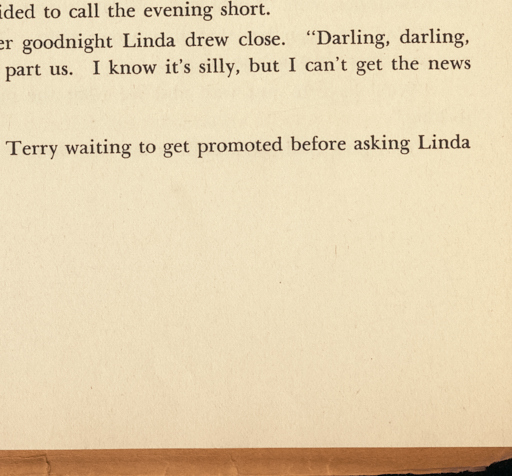 ided to call the evening short.
er goodnight Linda drew close. “Darling, darling,
part us. I know it’s silly, but I can’t get the news
Terry waiting to get promoted before asking Linda